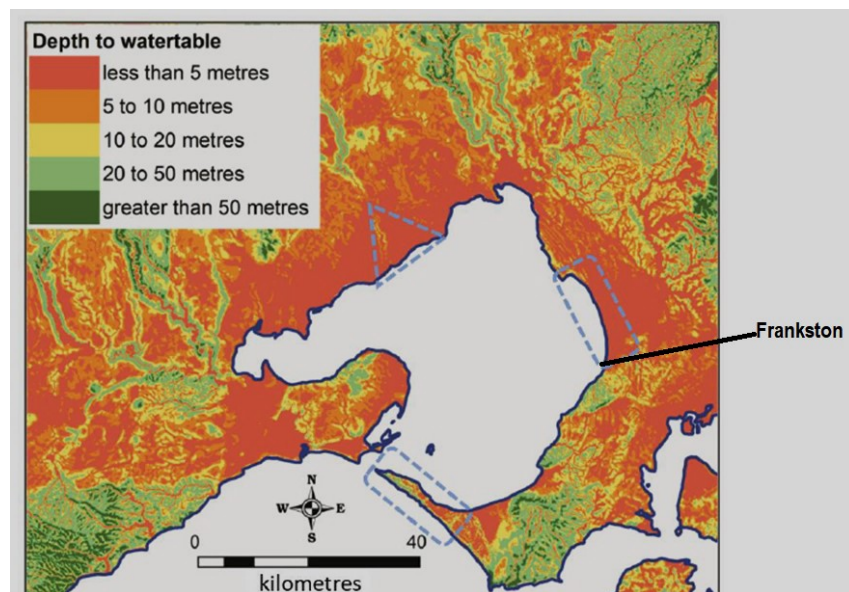 Depth to watertable
less than 5 metres
5 to 10 metres
10 to 20 metres
20 to 50 metres
greater than 50 metres
Frankston
N
W E
S
0 40
kilometres